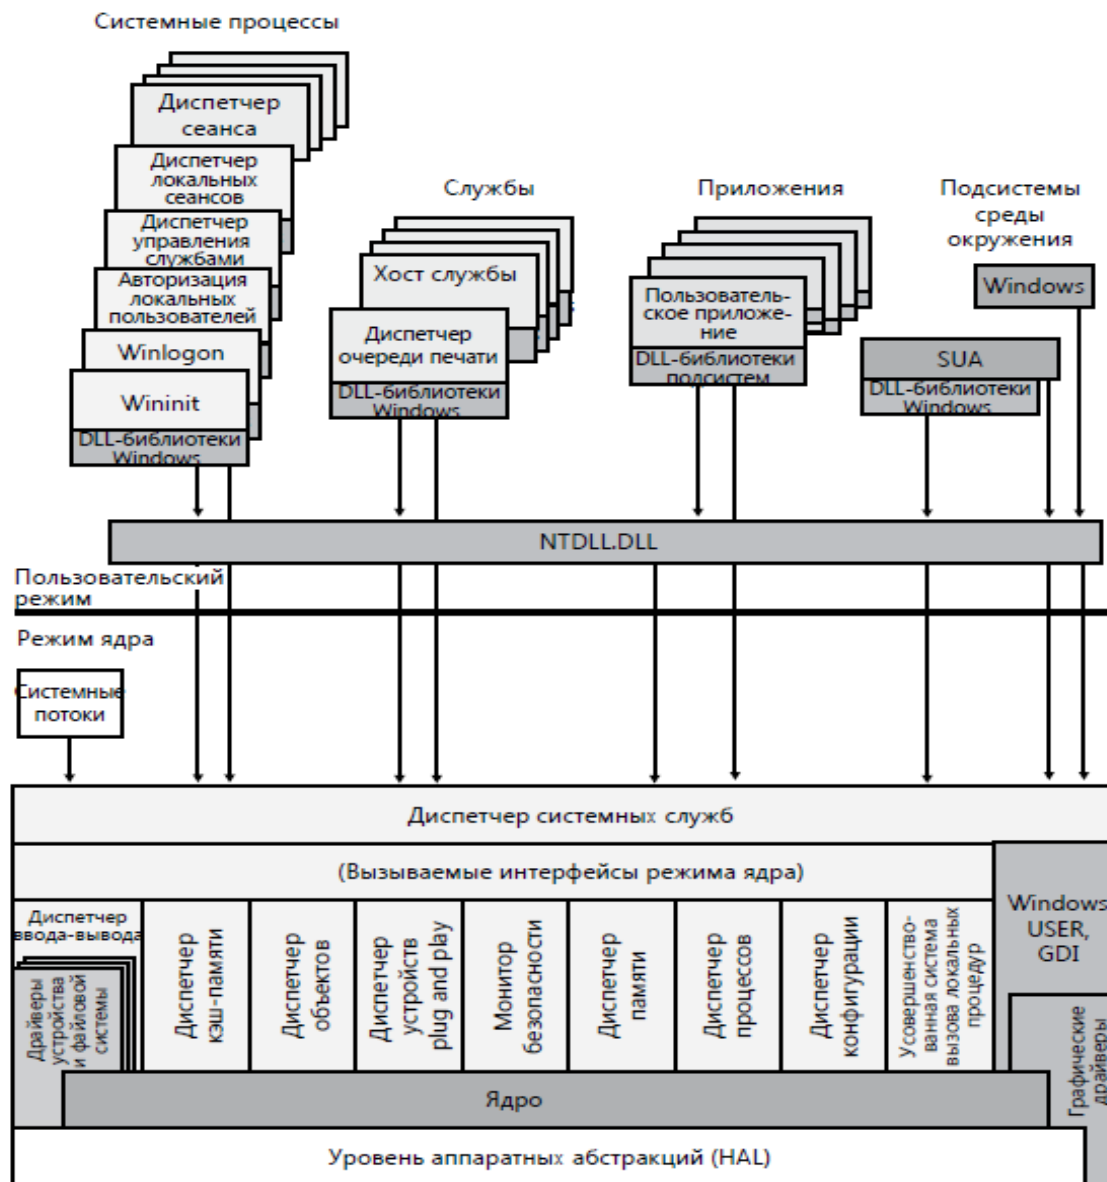 Системные процессы
Диспетчер
сеанса
Диспетчер
локальных
сеансов
Диспетчер
управления
службами
Авторизация
локальных
пользователей
Winlogon
Wininit
DLL-библиотеки
Windows
Службы
Хост службы
Диспетчер
очереди печати
DLL-библиотеки
Windows
Приложения
Пользователь-
ское приложе-
ние
DLL-библиотеки
подсистем
Подсистемы
среды
окружения
Windows
SUA
DLL-библиотеки
Windows
NTDLL.DLL
Пользовательский
режим
Режим ядра
Системные
потоки
Диспетчер системных служб
(Вызываемые интерфейсы режима ядра)
Диспетчер
ввода-вывода
Драйверы
устройства
и файловой
системы
Диспетчер
кэш-памяти
Диспетчер
объектов
Диспетчер
устройств
plug and play
Монитор
безопасности
Диспетчер
памяти
Диспетчер
процессов
Диспетчер
конфигурации
Усовершенство-
ванная система
вызова локальных
процедур
Windows
USER,
GDI
Графические
драйверы
Ядро
Уровень аппаратных абстракций (HAL)